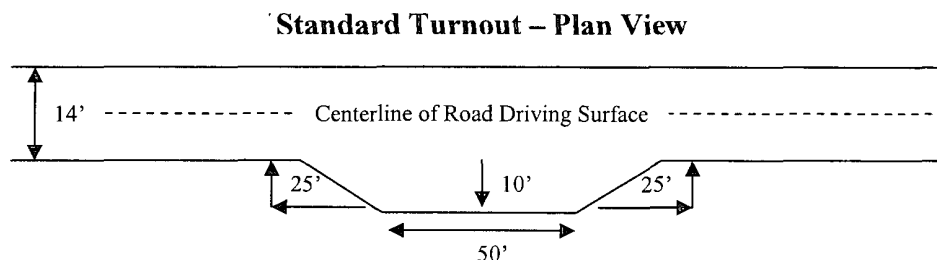 Standard Turnout – Plan View
14’
Centerline of Road Driving Surface
25’
10’
25’
50’